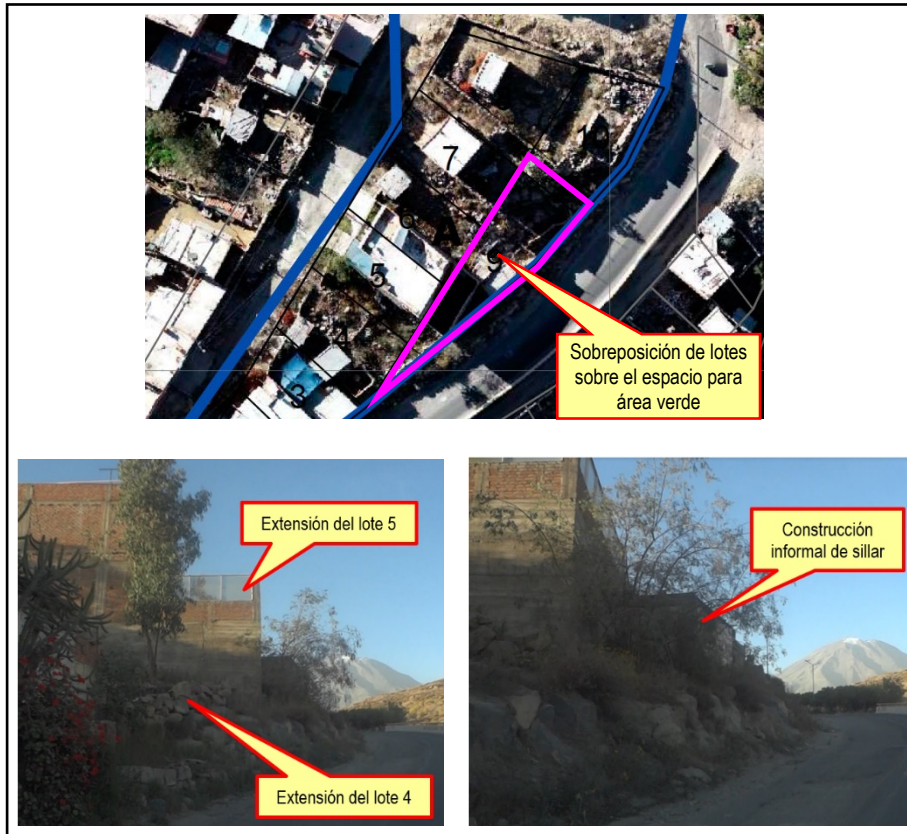 10
7
6
A
9
5
4
3
Sobreposición de lotes
sobre el espacio para
área verde
Extensión del lote 5
Extensión del lote 4
Construcción
informal de sillar